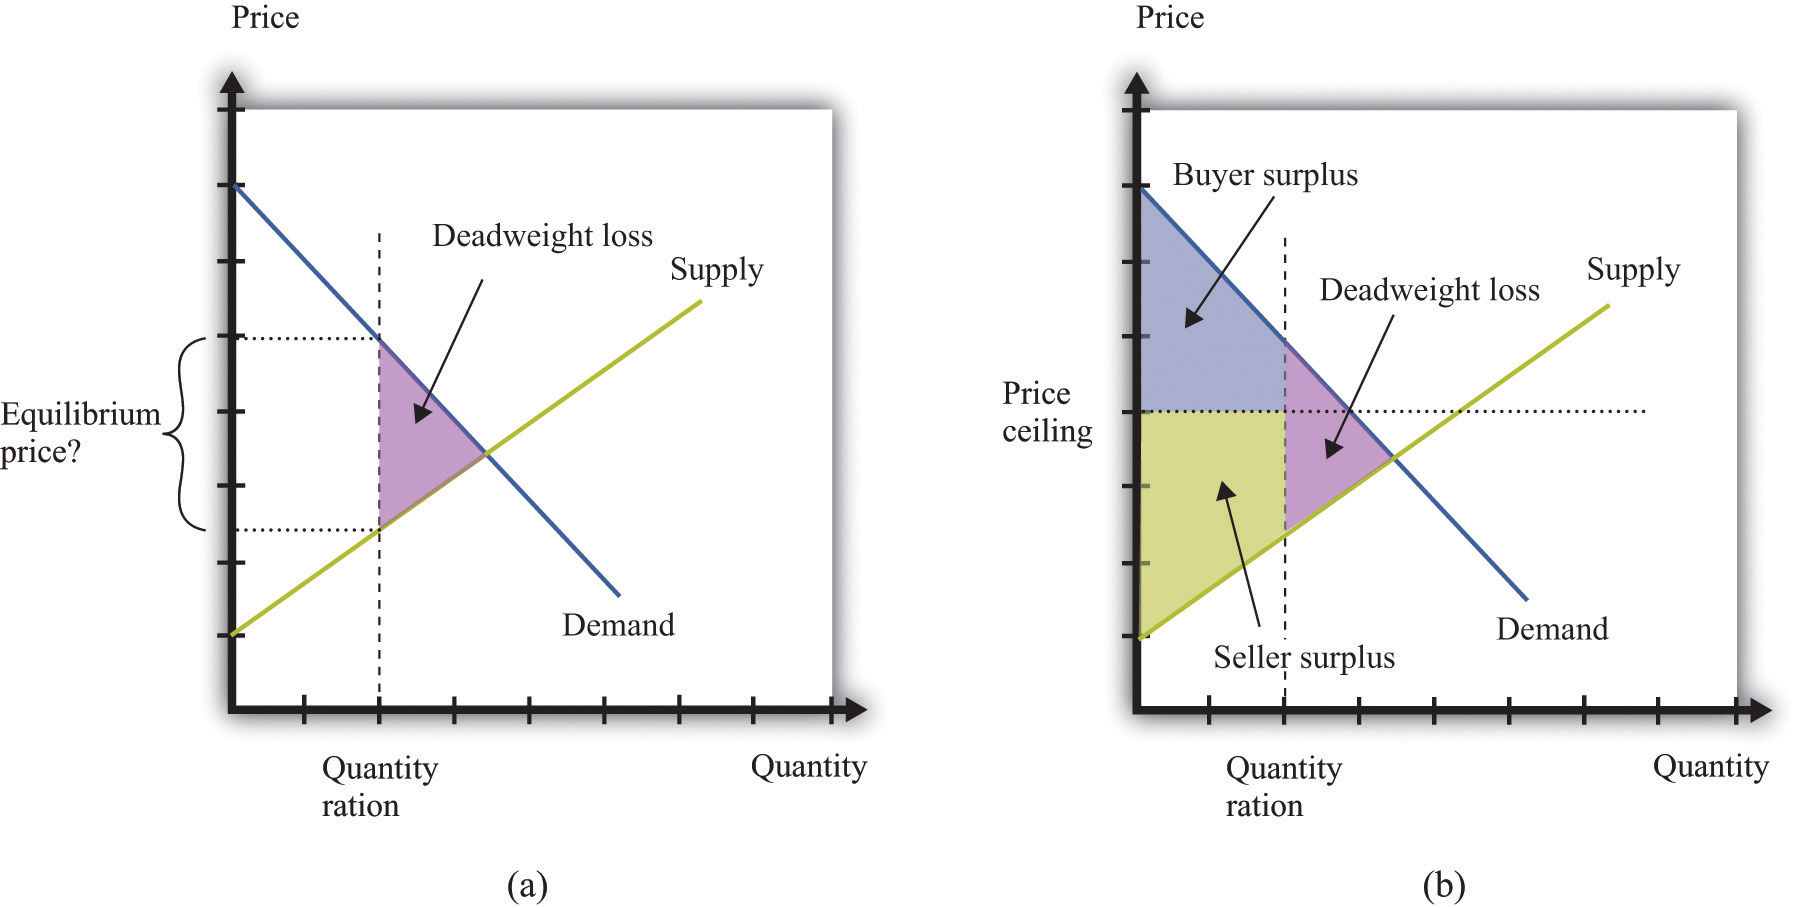 Price
Deadweight loss
Supply
Equilibrium
price?
Demand
Quantity
ration
Quantity
(a)
Price
Buyer surplus
Supply
Deadweight loss
Price
ceiling
Demand
Seller surplus
Quantity
ration
Quantity
(b)